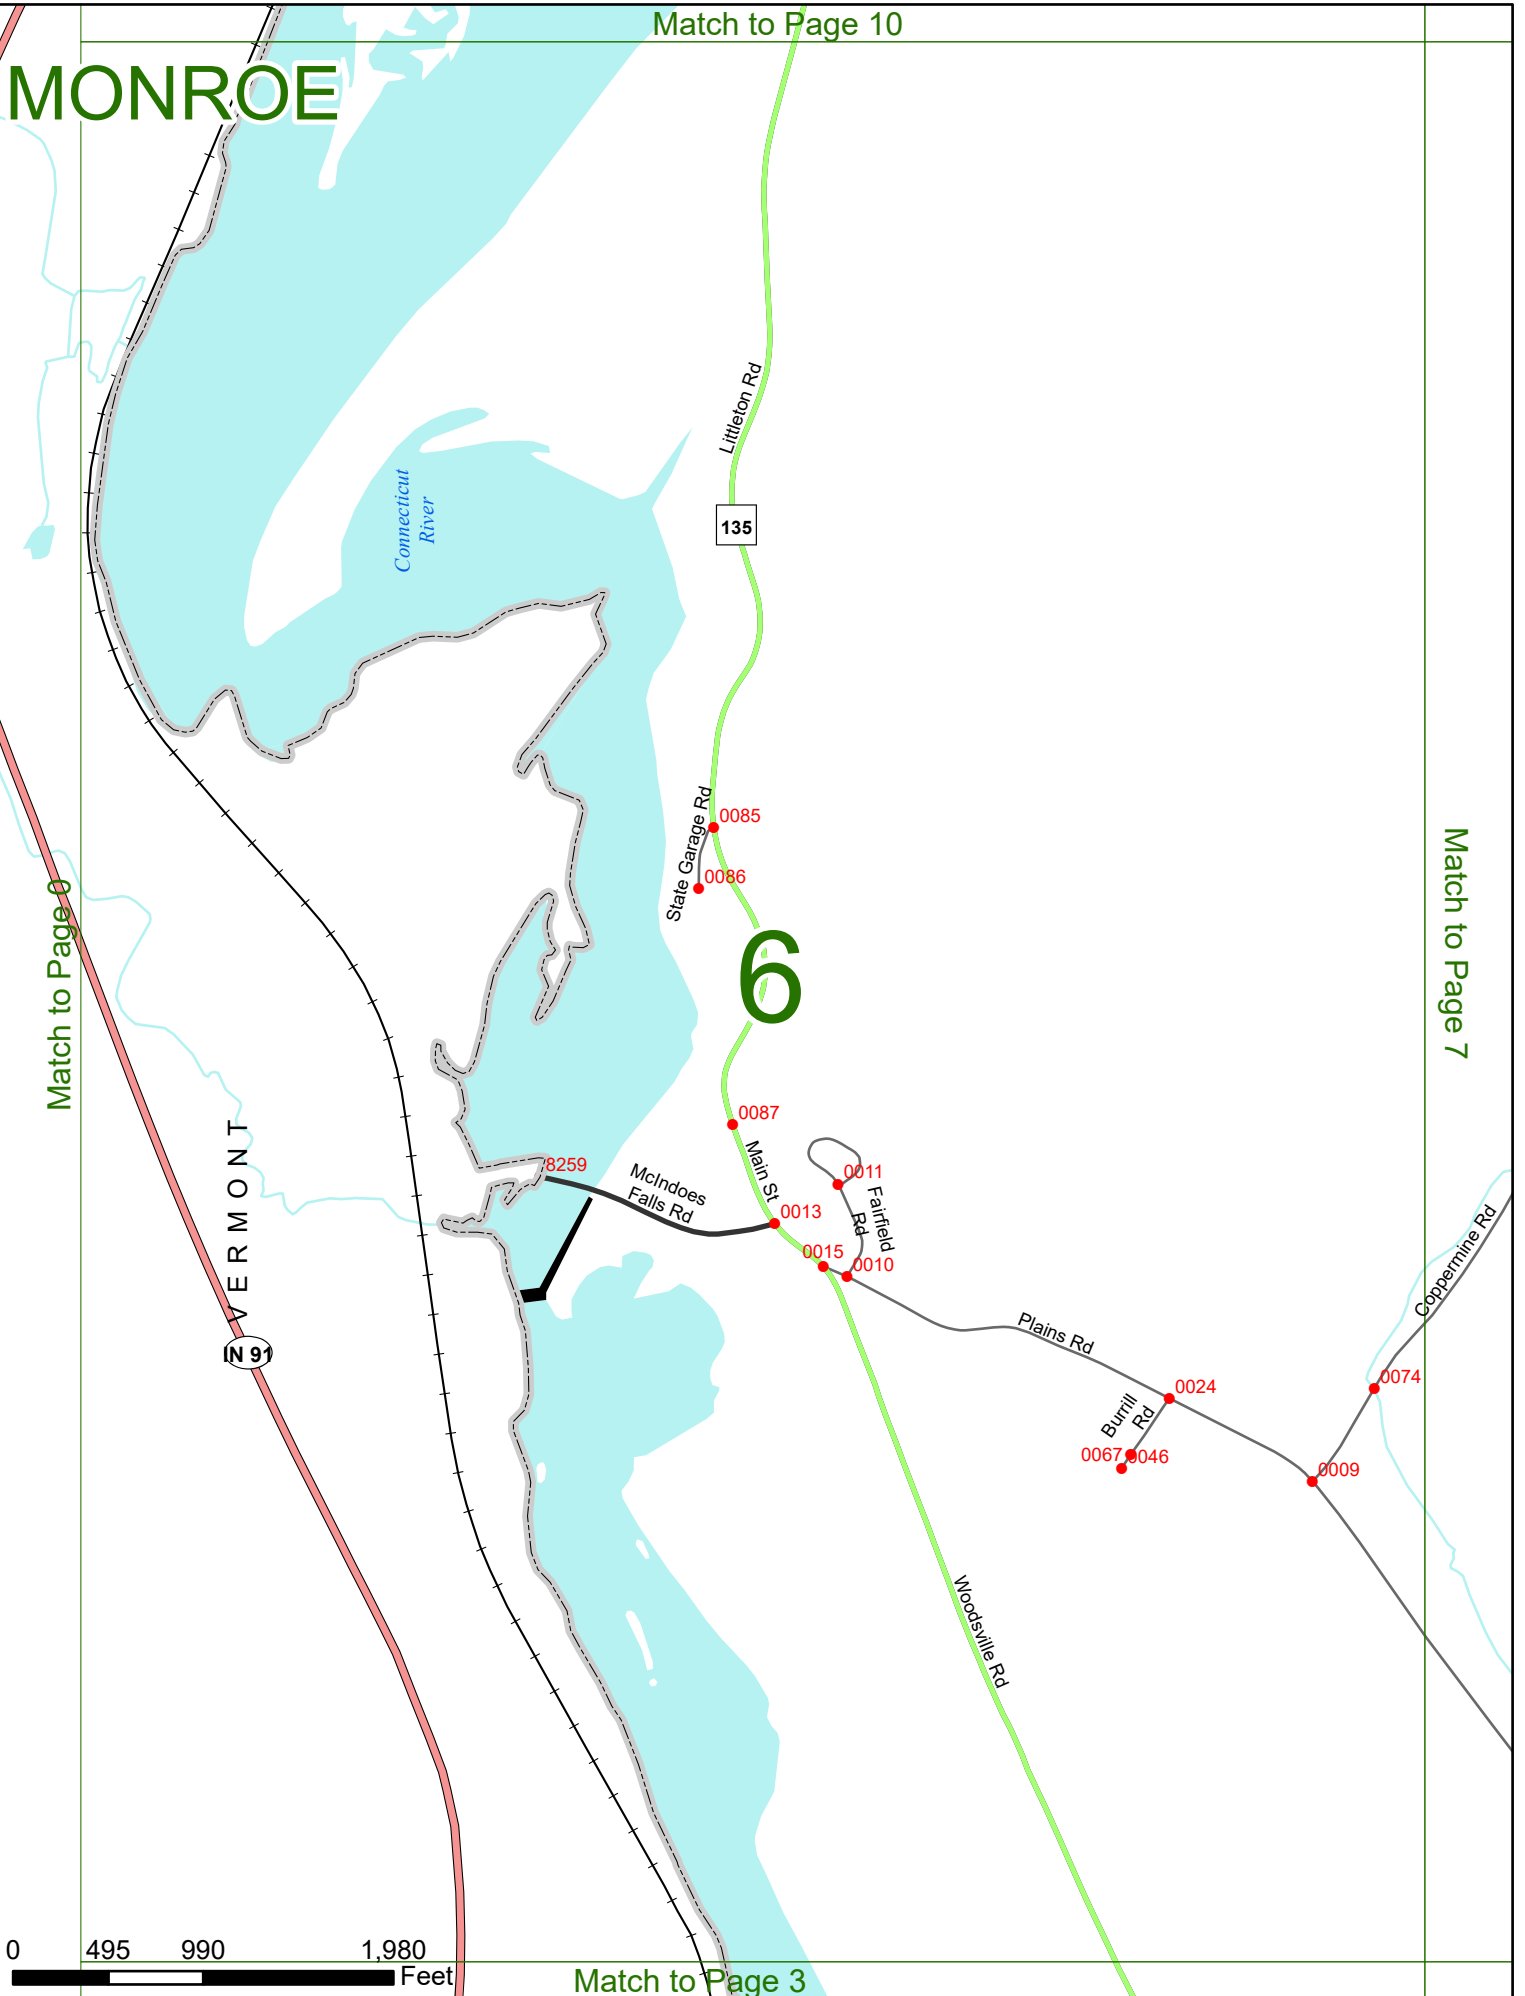 Match to Page 10
MONROE
Littleton Rd
Connecticut
River
135
State Garage Rd
0085
0086
6
Match to Page 0
Match to Page 7
VERMONT
0087
Main St
8259
McIndoes
Falls Rd
0011
Fairfield
Rd
0013
0015
0010
Coppermine Rd
Plains Rd
IN 91
0074
0024
Burrill
Rd
0067
0046
0009
Woodsville Rd
0 495 990 1,980
Feet
Match to Page 3